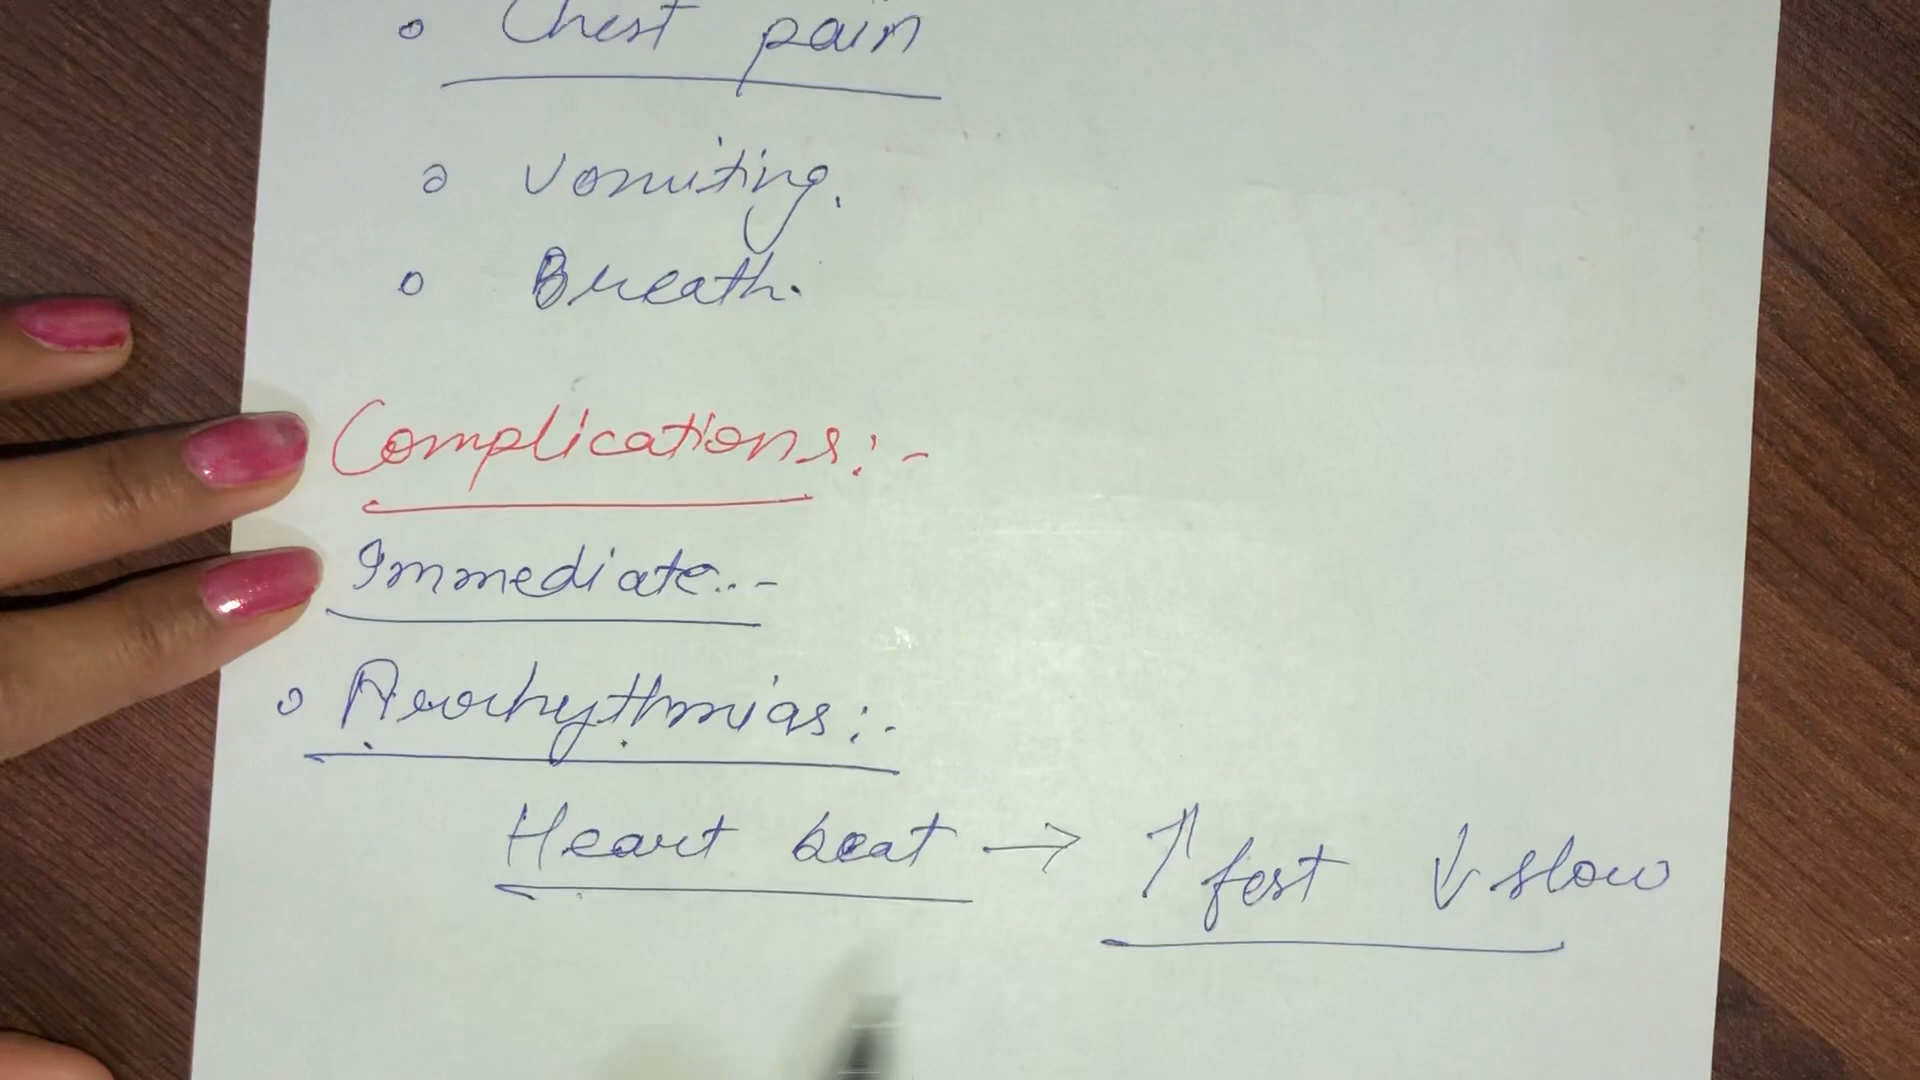 o Chest pain
o Vomiting.
o Breath.
Complications:-
Immediate:-
o Arrhythmias:-
Heart beat → ↑ fest ↓ slow